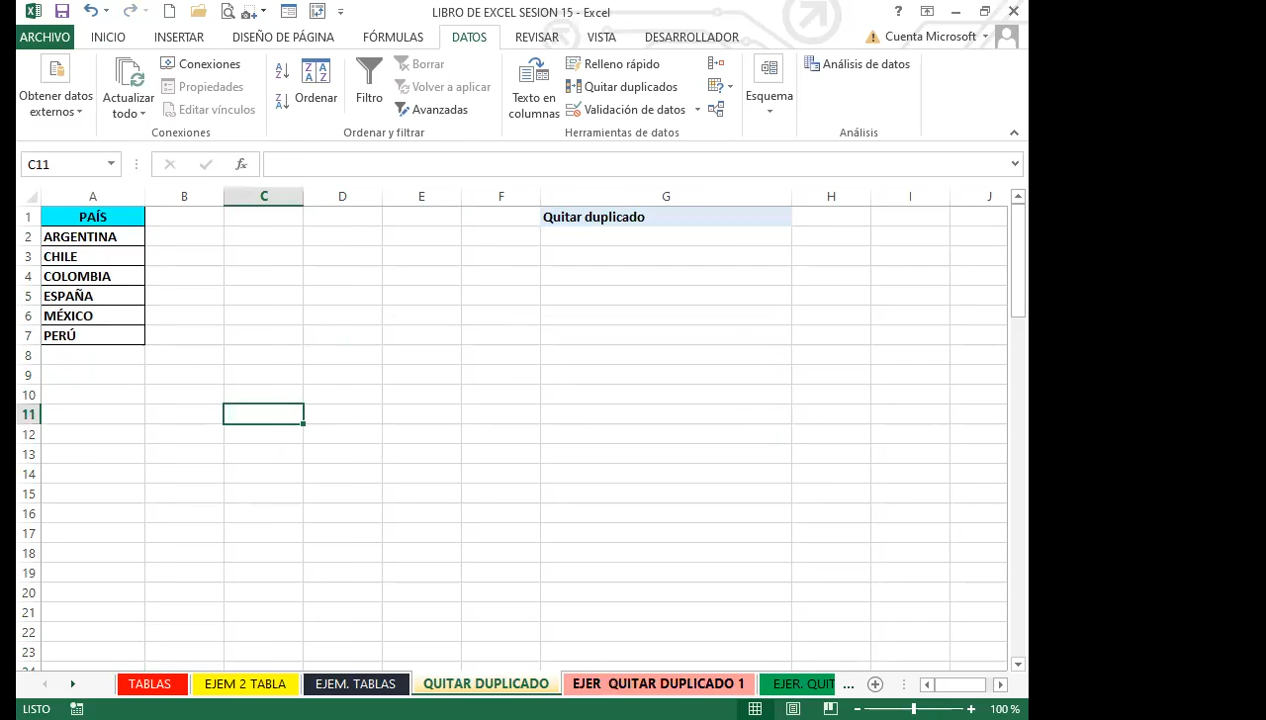 LIBRO DE EXCEL SESION 15 - Excel
ARCHIVO INICIO INSERTAR DISEÑO DE PÁGINA FÓRMULAS DATOS REVISAR VISTA DESARROLLADOR Cuenta Microsoft
Obtener datos externos
Actualizar todo
Conexiones
Propiedades
Editar vínculos
Conexiones
Ordenar
Filtro
Borrar
Volver a aplicar
Avanzadas
Ordenar y filtrar
Texto en columnas
Relleno rápido
Quitar duplicados
Validación de datos
Herramientas de datos
Esquema
Análisis de datos
Análisis
C11
fx
A B C D E F G H I J
1 PAÍS Quitar duplicado
2 ARGENTINA
3 CHILE
4 COLOMBIA
5 ESPAÑA
6 MÉXICO
7 PERÚ
8
9
10
11
12
13
14
15
16
17
18
19
20
21
22
23
TABLAS EJEM 2 TABLA EJEM. TABLAS QUITAR DUPLICADO EJER QUITAR DUPLICADO 1 EJER. QUIT ...
LISTO 100 %